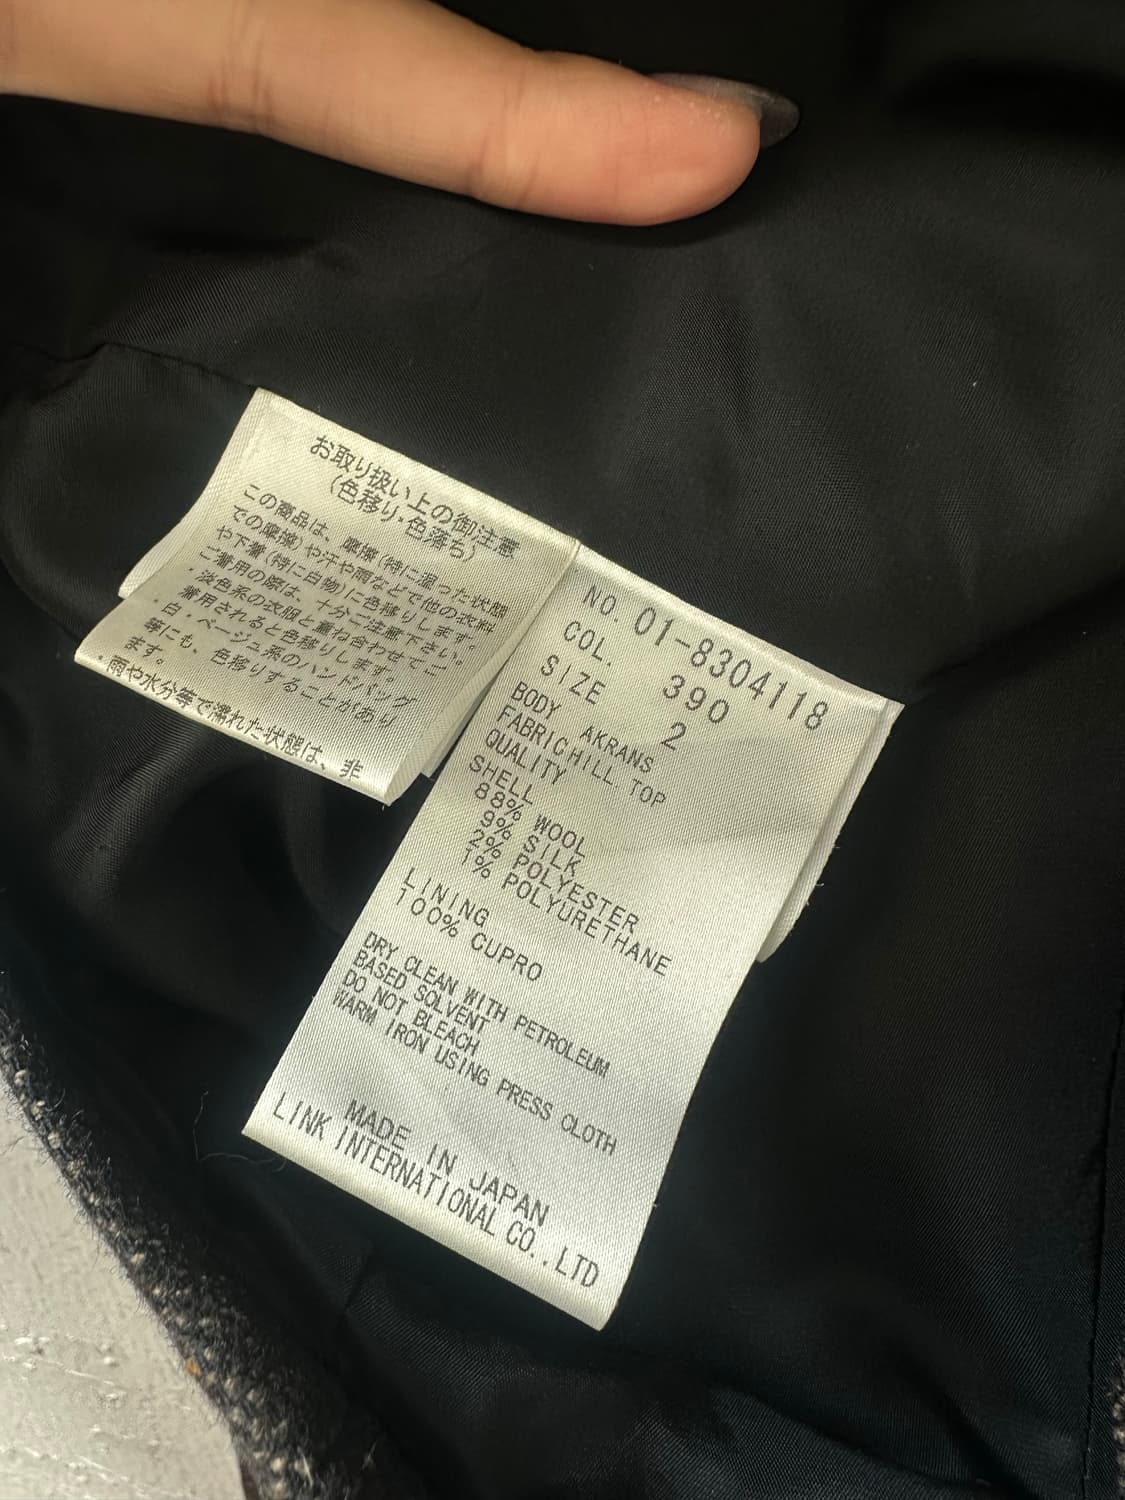 お取り扱い上の御注意
(色移り・色落ち)
この商品は、摩擦(特に湿った状態
での摩擦)や汗や雨などで他の衣料
や下着(特に白物)に色移りします。
ご着用の際は、十分ご注意下さい。
・淡色系の衣服と重ね合わせてご
着用されると色移りします。
白・ベージュ系のハンドバッグ
等にも、色移りすることがあり
ます。
・雨や水分等で濡れた状態は、非
NO. 01-8304118
COL. 390
SIZE 2
BODY AKRANS
FABRIC HILL.TOP
QUALITY
SHELL
88% WOOL
9% SILK
2% POLYESTER
1% POLYURETHANE
LINING
100% CUPRO
DRY CLEAN WITH PETROLEUM
BASED SOLVENT
DO NOT BLEACH
WARM IRON USING PRESS CLOTH
MADE IN JAPAN
LINK INTERNATIONAL CO.,LTD